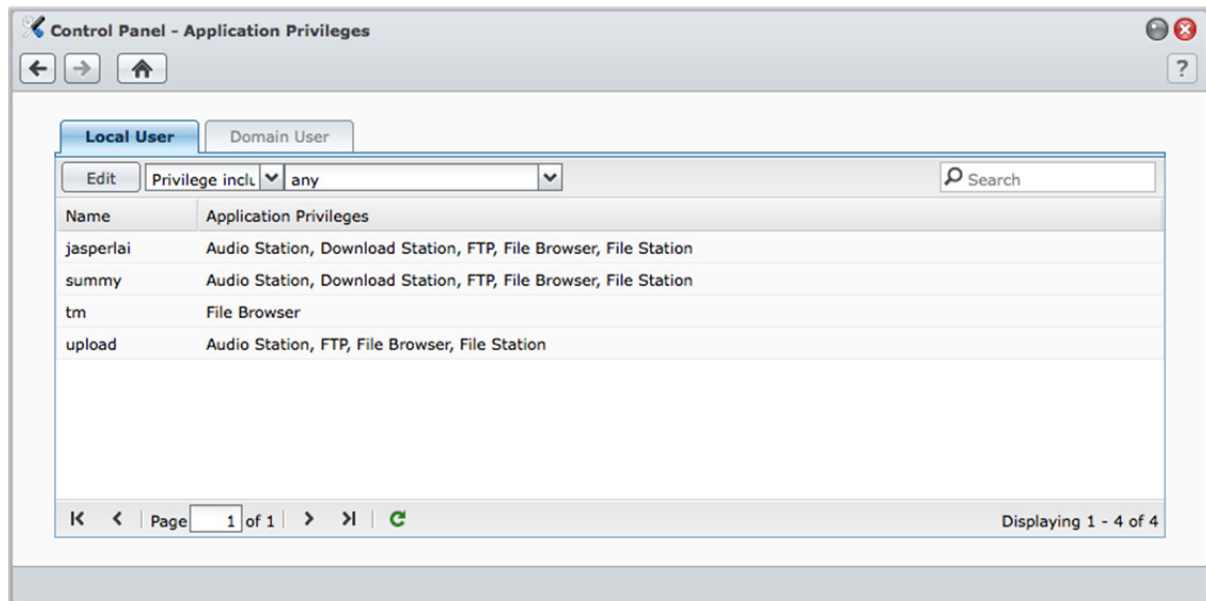 Control Panel - Application Privileges
?
Local User Domain User
Edit Privilege inclu any Search
Name Application Privileges
jasperlai Audio Station, Download Station, FTP, File Browser, File Station
summy Audio Station, Download Station, FTP, File Browser, File Station
tm File Browser
upload Audio Station, FTP, File Browser, File Station
Page 1 of 1 Displaying 1 - 4 of 4